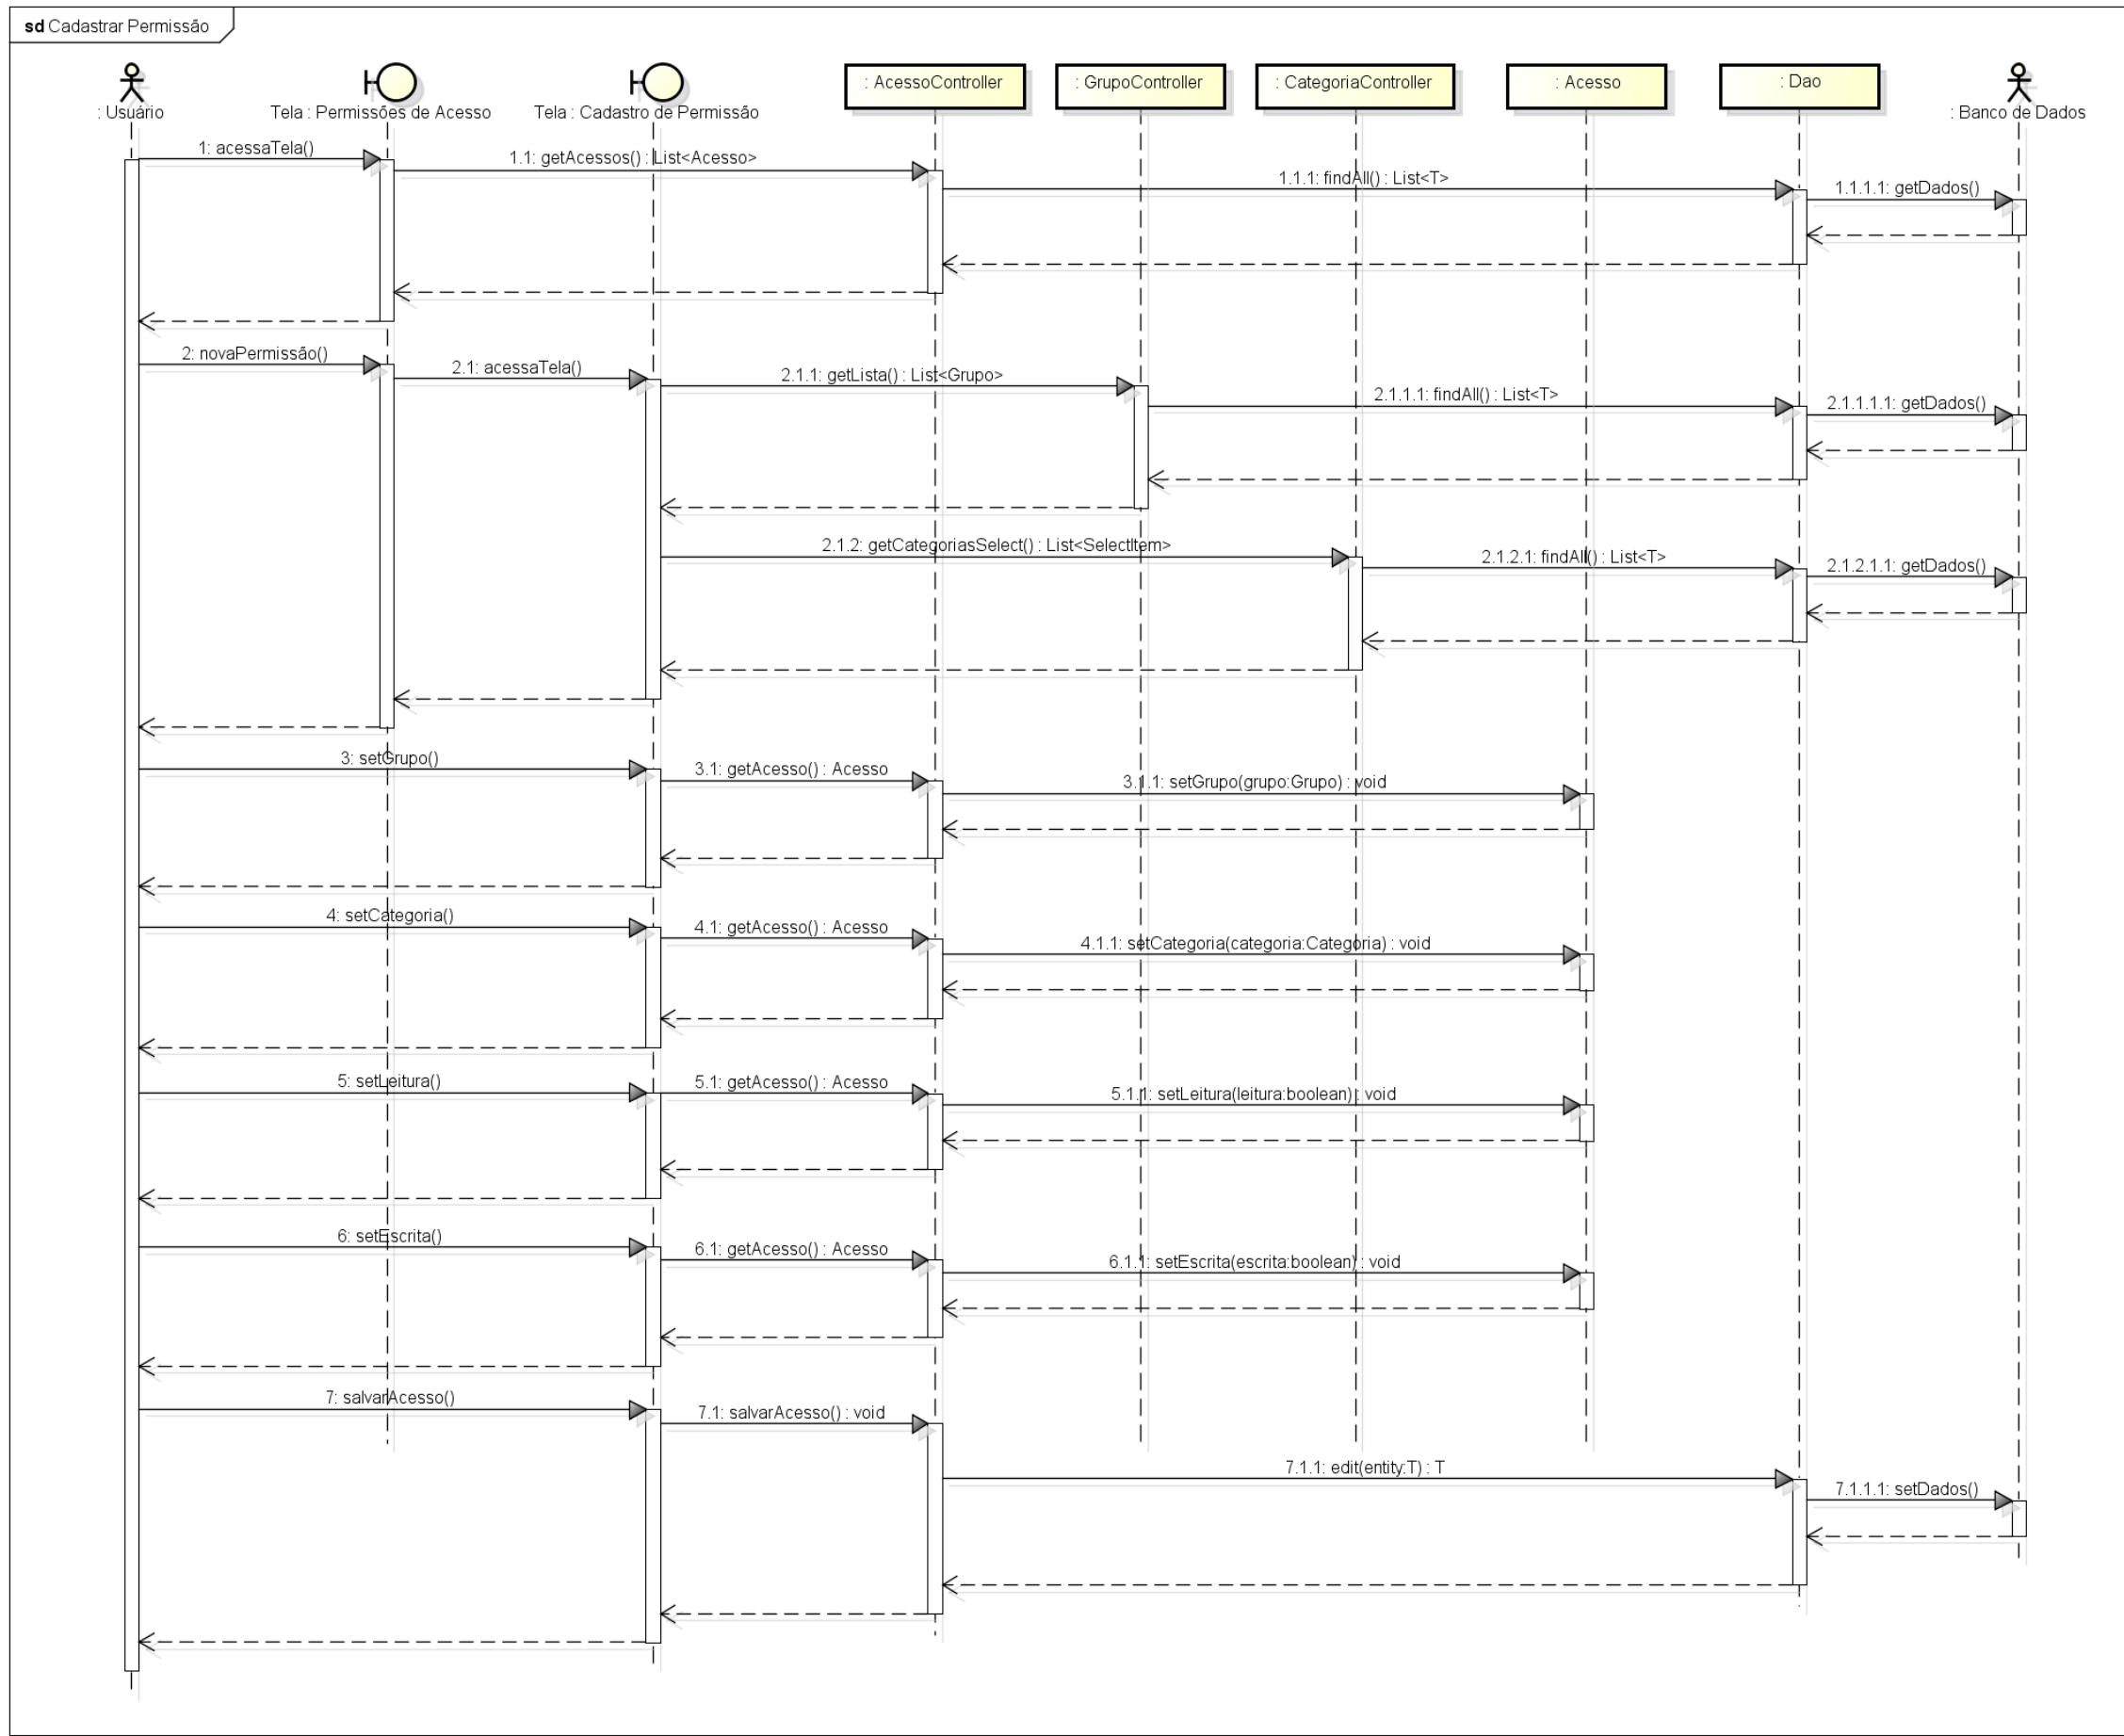 sd Cadastrar Permissão
: Usuário
Tela : Permissões de Acesso
Tela : Cadastro de Permissão
: AcessoController
: GrupoController
: CategoriaController
: Acesso
: Dao
: Banco de Dados
1: acessaTela()
1.1: getAcessos() : List<Acesso>
1.1.1: findAll() : List<T>
1.1.1.1: getDados()
2: novaPermissão()
2.1: acessaTela()
2.1.1: getLista() : List<Grupo>
2.1.1.1: findAll() : List<T>
2.1.1.1.1: getDados()
2.1.2: getCategoriasSelect() : List<SelectItem>
2.1.2.1: findAll() : List<T>
2.1.2.1.1: getDados()
3: setGrupo()
3.1: getAcesso() : Acesso
3.1.1: setGrupo(grupo:Grupo) : void
4: setCategoria()
4.1: getAcesso() : Acesso
4.1.1: setCategoria(categoria:Categoria) : void
5: setLeitura()
5.1: getAcesso() : Acesso
5.1.1: setLeitura(leitura:boolean) : void
6: setEscrita()
6.1: getAcesso() : Acesso
6.1.1: setEscrita(escrita:boolean) : void
7: salvarAcesso()
7.1: salvarAcesso() : void
7.1.1: edit(entity:T) : T
7.1.1.1: setDados()